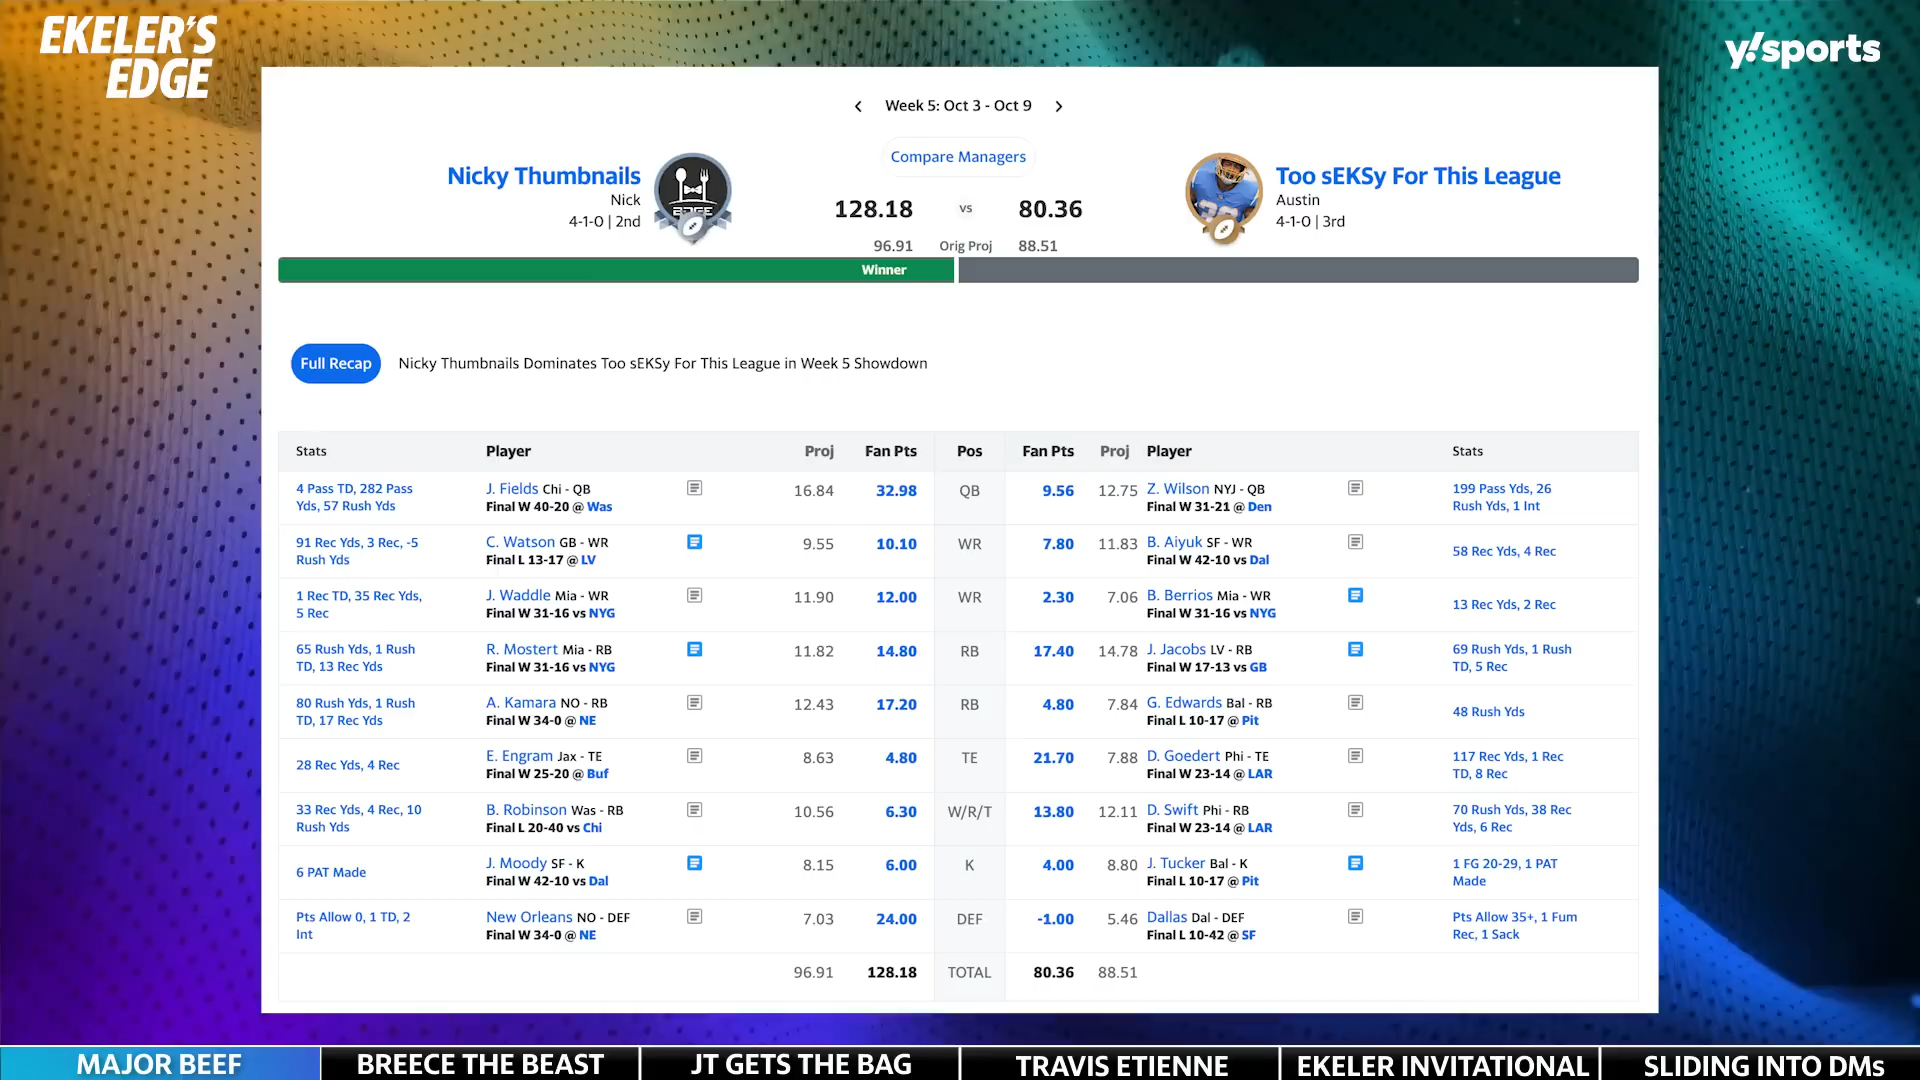 EKELER'S
EDGE
y!sports
Week 5: Oct 3 - Oct 9
Compare Managers
Nicky Thumbnails
Nick
4-1-0 | 2nd
EDGE
128.18 vs 80.36
96.91 Orig Proj 88.51
Too sEKSy For This League
Austin
4-1-0 | 3rd
Winner
Full Recap Nicky Thumbnails Dominates Too sEKSy For This League in Week 5 Showdown
Stats Player Proj Fan Pts Pos Fan Pts Proj Player Stats
4 Pass TD, 282 Pass J. Fields Chi - QB 16.84 32.98 QB 9.56 12.75 Z. Wilson NYJ - QB 199 Pass Yds, 26
Yds, 57 Rush Yds Final W 40-20 @ Was Final W 31-21 @ Den Rush Yds, 1 Int
91 Rec Yds, 3 Rec, -5 C. Watson GB - WR 9.55 10.10 WR 7.80 11.83 B. Aiyuk SF - WR 58 Rec Yds, 4 Rec
Rush Yds Final L 13-17 @ LV Final W 42-10 vs Dal
1 Rec TD, 35 Rec Yds, J. Waddle Mia - WR 11.90 12.00 WR 2.30 7.06 B. Berrios Mia - WR 13 Rec Yds, 2 Rec
5 Rec Final W 31-16 vs NYG Final W 31-16 vs NYG
65 Rush Yds, 1 Rush R. Mostert Mia - RB 11.82 14.80 RB 17.40 14.78 J. Jacobs LV - RB 69 Rush Yds, 1 Rush
TD, 13 Rec Yds Final W 31-16 vs NYG Final W 17-13 vs GB TD, 5 Rec
80 Rush Yds, 1 Rush A. Kamara NO - RB 12.43 17.20 RB 4.80 7.84 G. Edwards Bal - RB 48 Rush Yds
TD, 17 Rec Yds Final W 34-0 @ NE Final L 10-17 @ Pit
28 Rec Yds, 4 Rec E. Engram Jax - TE 8.63 4.80 TE 21.70 7.88 D. Goedert Phi - TE 117 Rec Yds, 1 Rec
Final W 25-20 @ Buf Final W 23-14 @ LAR TD, 8 Rec
33 Rec Yds, 4 Rec, 10 B. Robinson Was - RB 10.56 6.30 W/R/T 13.80 12.11 D. Swift Phi - RB 70 Rush Yds, 38 Rec
Rush Yds Final L 20-40 vs Chi Final W 23-14 @ LAR Yds, 6 Rec
6 PAT Made J. Moody SF - K 8.15 6.00 K 4.00 8.80 J. Tucker Bal - K 1 FG 20-29, 1 PAT
Final W 42-10 vs Dal Final L 10-17 @ Pit Made
Pts Allow 0, 1 TD, 2 New Orleans NO - DEF 7.03 24.00 DEF -1.00 5.46 Dallas Dal - DEF Pts Allow 35+, 1 Fum
Int Final W 34-0 @ NE Final L 10-42 @ SF Rec, 1 Sack
96.91 128.18 TOTAL 80.36 88.51
MAJOR BEEF BREECE THE BEAST JT GETS THE BAG TRAVIS ETIENNE EKELER INVITATIONAL SLIDING INTO DMs